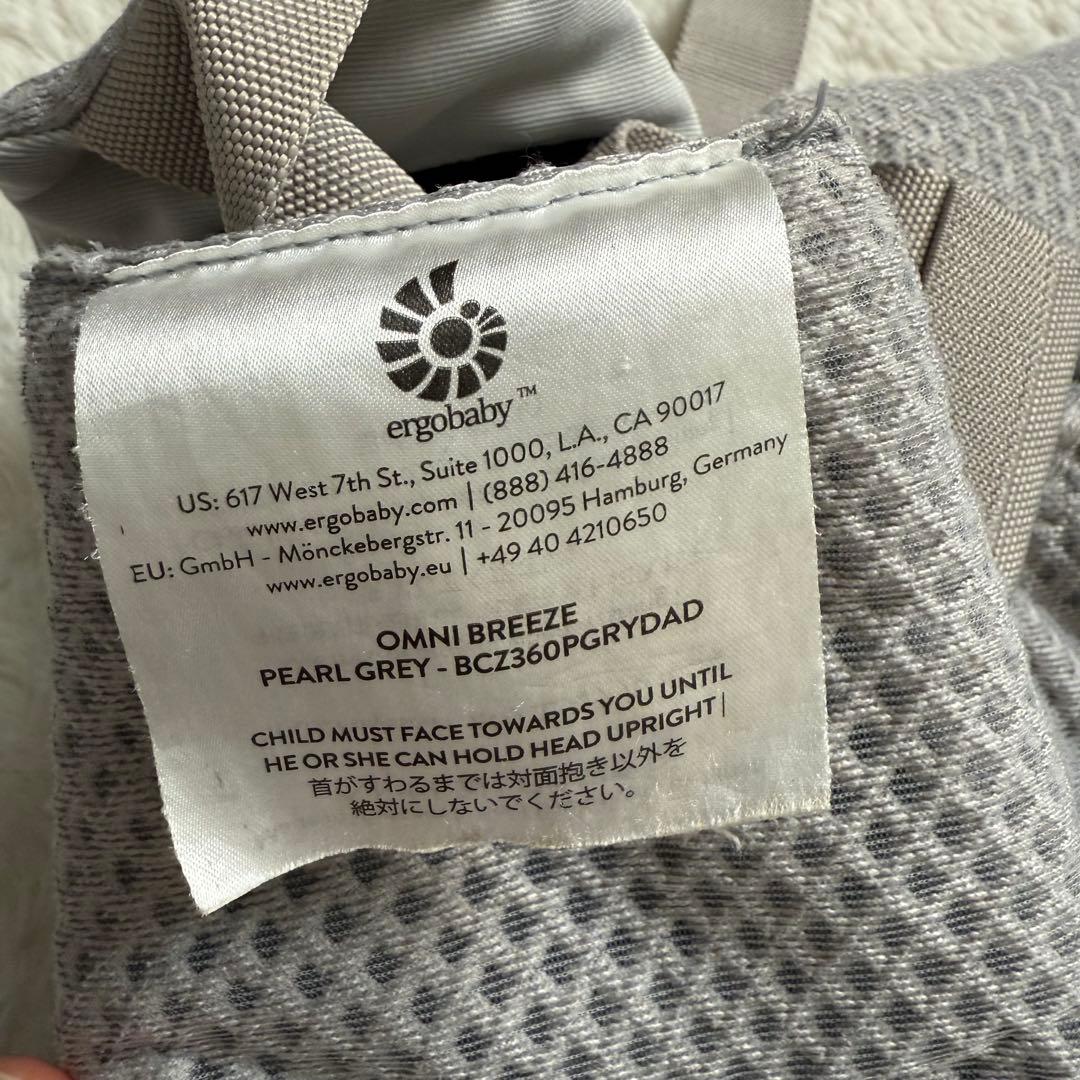 ergobaby™
US: 617 West 7th St., Suite 1000, L.A., CA 90017
www.ergobaby.com | (888) 416-4888
EU: GmbH - Mönckebergstr. 11 - 20095 Hamburg, Germany
www.ergobaby.eu | +49 40 4210650
OMNI BREEZE
PEARL GREY - BCZ360PGRYDAD
CHILD MUST FACE TOWARDS YOU UNTIL
HE OR SHE CAN HOLD HEAD UPRIGHT |
首がすわるまでは対面抱き以外を
絶対にしないでください。